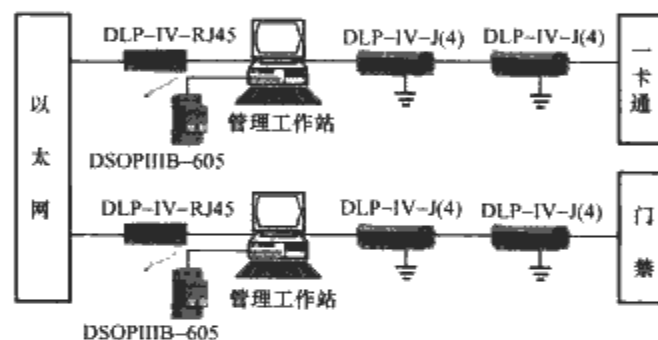 以太网
DLP-IV-RJ45
DLP-IV-J(4)
DLP-IV-J(4)
一卡通
管理工作站
DSOPIIIB-605
DLP-IV-RJ45
DLP-IV-J(4)
DLP-IV-J(4)
门禁
管理工作站
DSOPIIIB-605